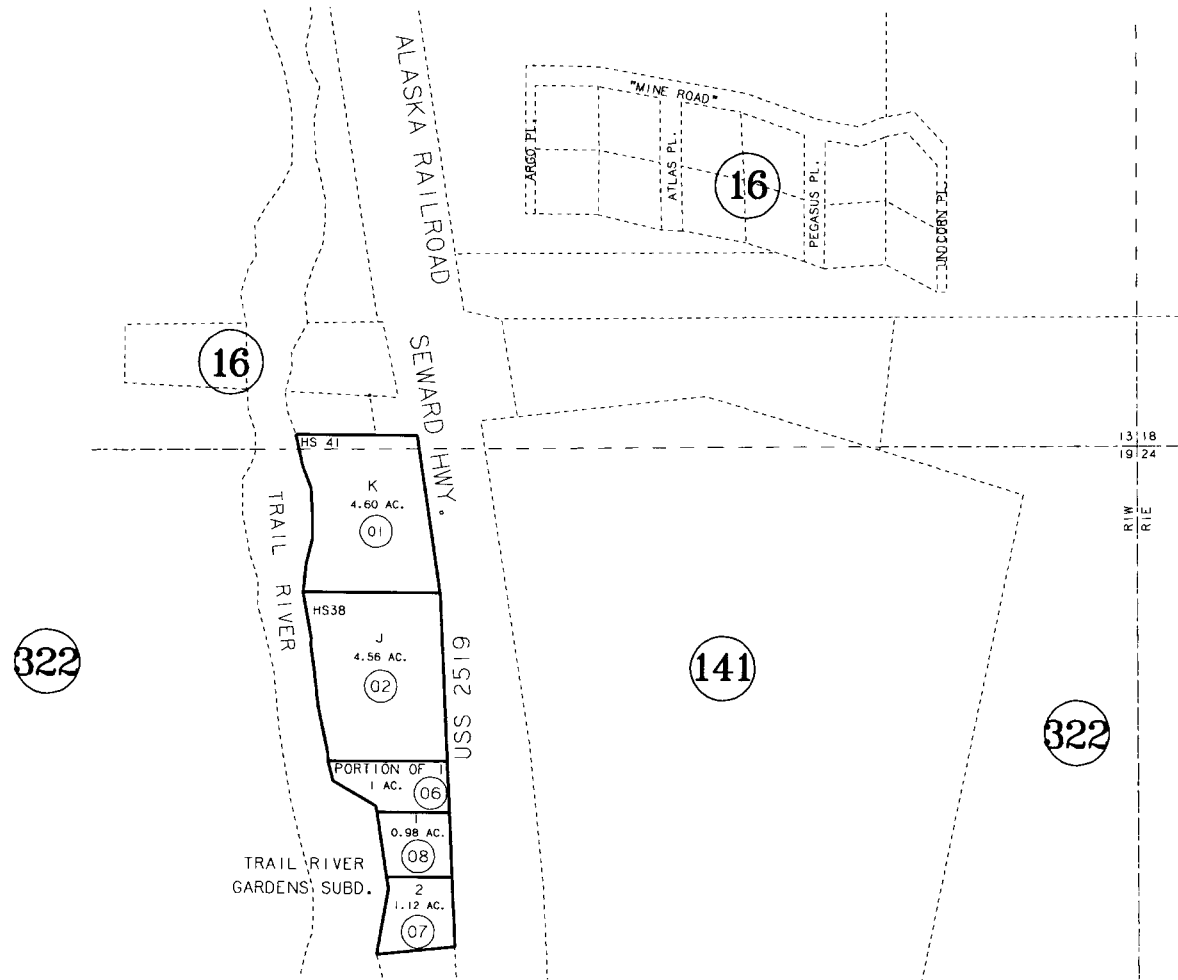 ALASKA RAILROAD
"MINE ROAD"
ARGO PL.
ATLAS PL.
16
PEGASUS PL.
UNICORN PL.
16
SEWARD HWY.
HS 41
13 18
19 24
K
4.60 AC.
01
R1W
R1E
TRAIL RIVER
HS38
J
4.56 AC.
02
USS 2519
322
141
322
PORTION OF I
1 AC.
06
1
0.98 AC.
08
TRAIL RIVER
GARDENS SUBD.
2
1.12 AC.
07